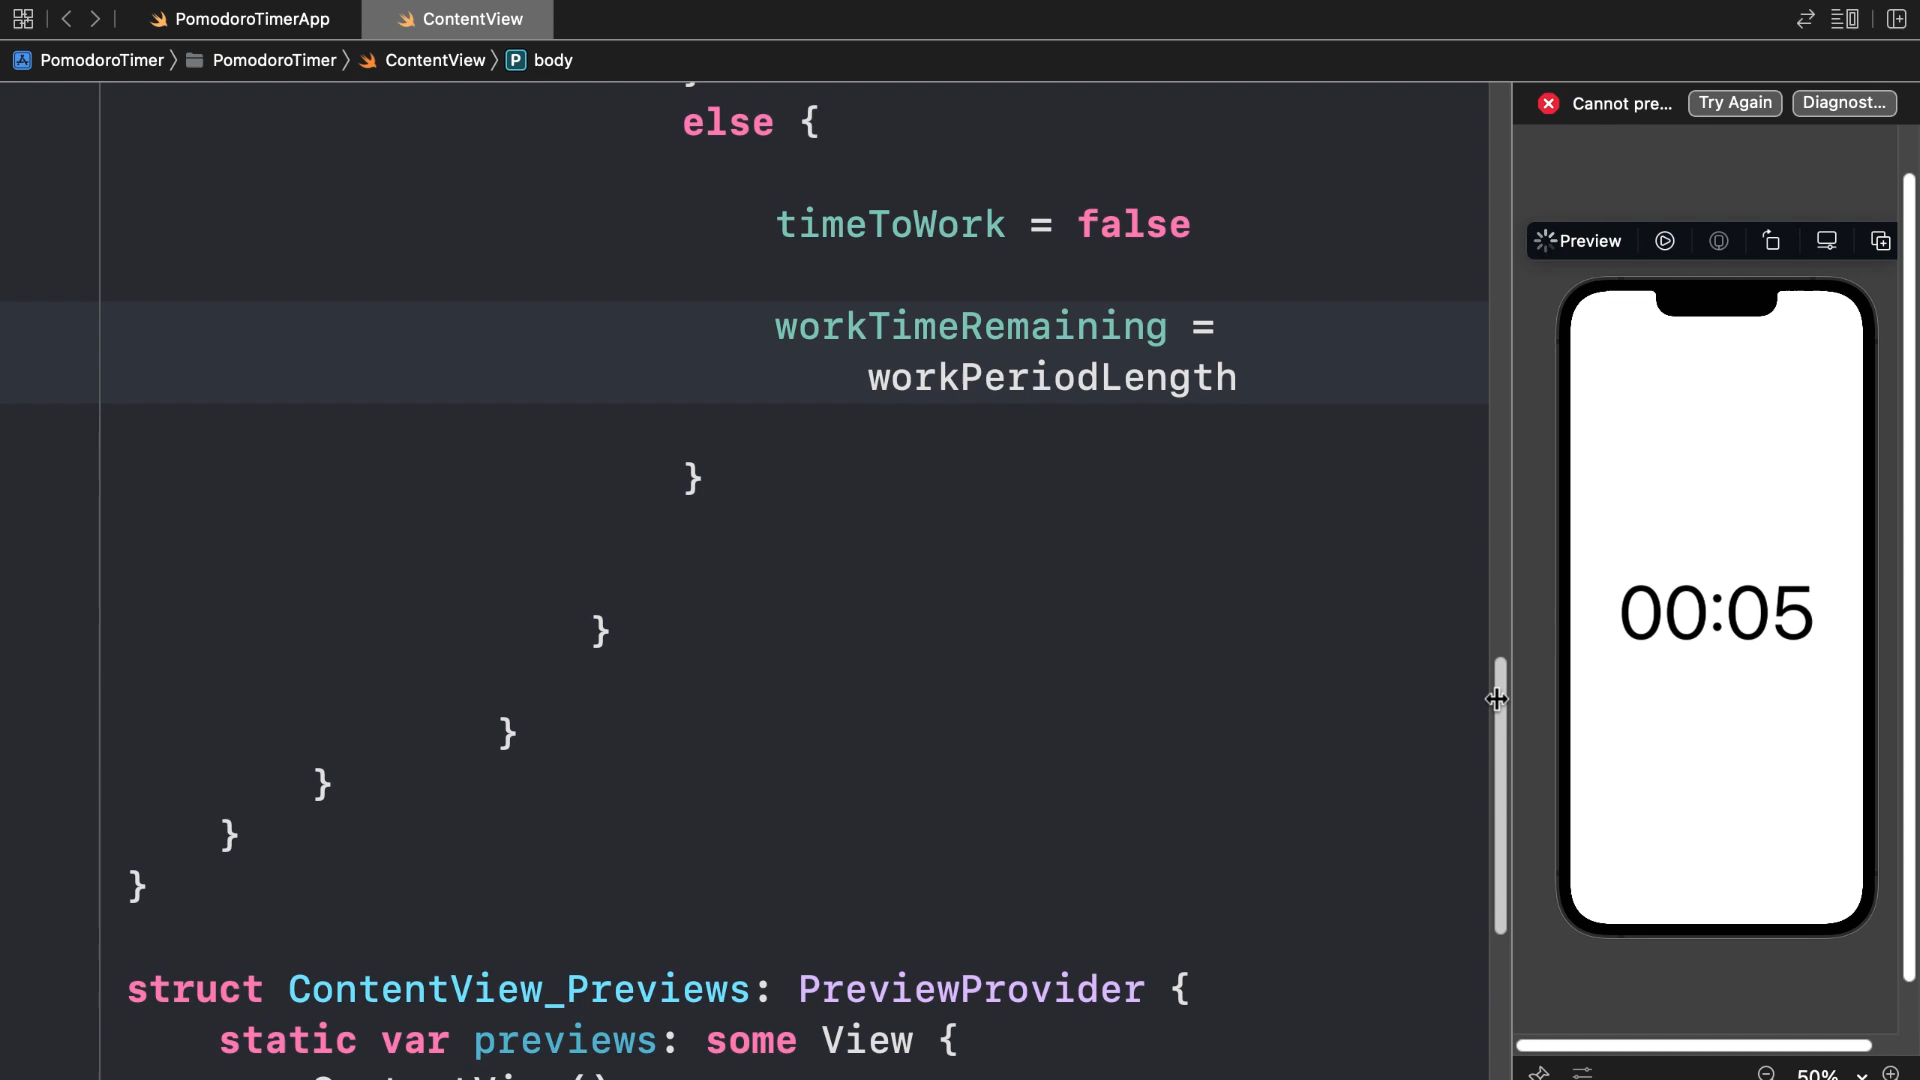 PomodoroTimerApp
ContentView
PomodoroTimer 〉 PomodoroTimer 〉 ContentView 〉 P body
Cannot pre... Try Again Diagnost...
}
else {
timeToWork = false
workTimeRemaining =
workPeriodLength
}
}
}
}
}
}
struct ContentView_Previews: PreviewProvider {
static var previews: some View {
ContentView()
Preview
00:05
50%